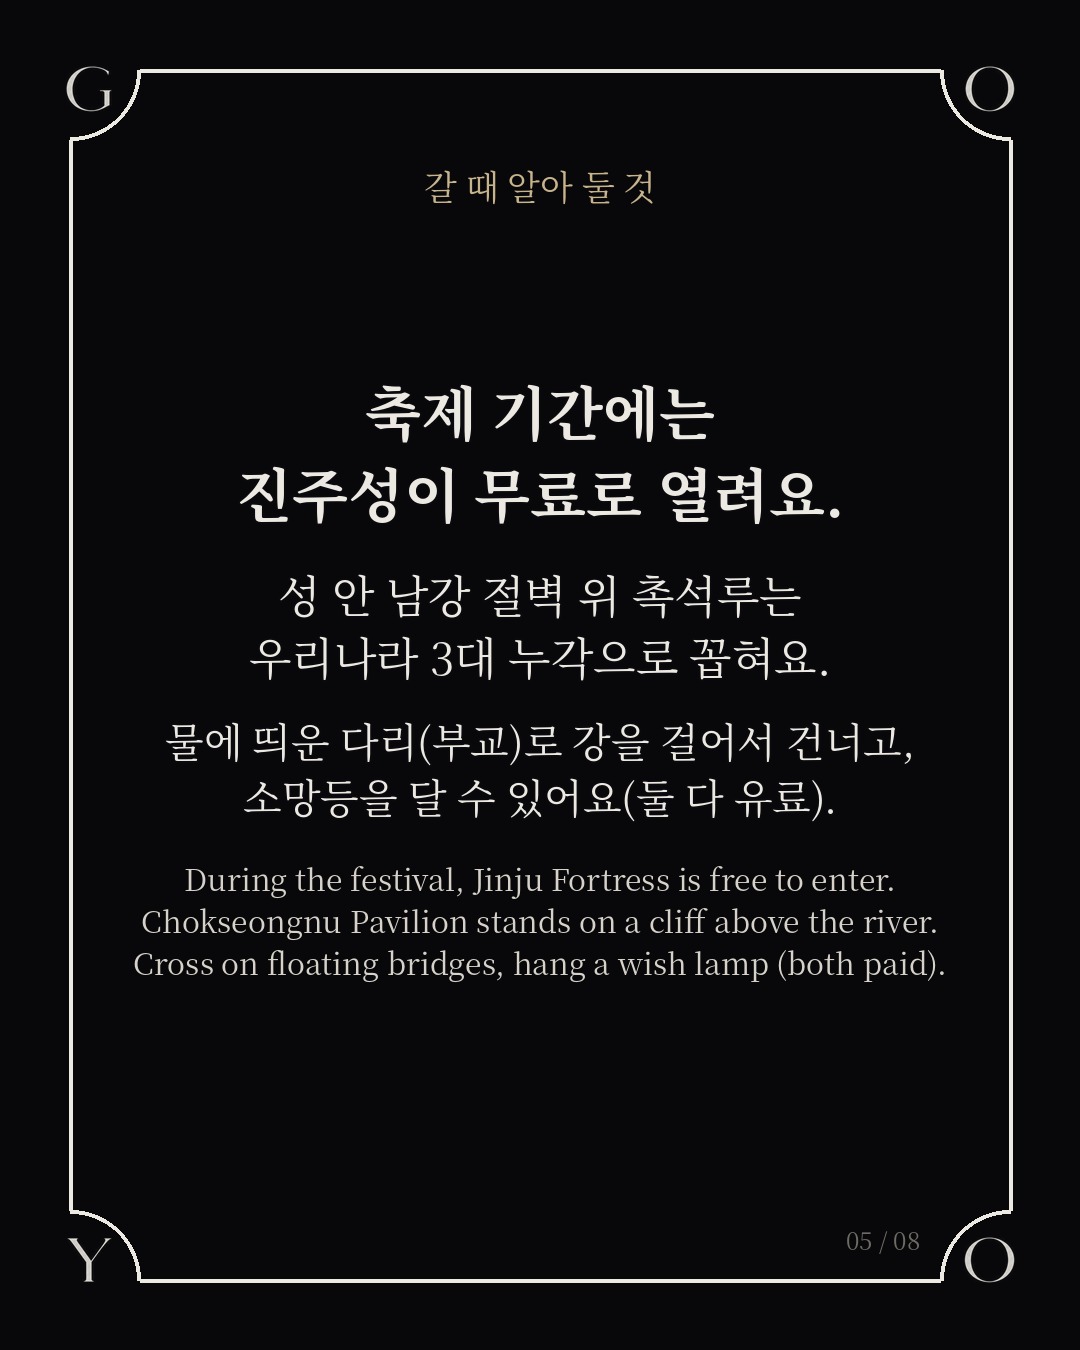 G O
갈 때 알아 둘 것
축제 기간에는
진주성이 무료로 열려요.
성 안 남강 절벽 위 촉석루는
우리나라 3대 누각으로 꼽혀요.
물에 띄운 다리(부교)로 강을 걸어서 건너고,
소망등을 달 수 있어요(둘 다 유료).
During the festival, Jinju Fortress is free to enter.
Chokseongnu Pavilion stands on a cliff above the river.
Cross on floating bridges, hang a wish lamp (both paid).
05 / 08
Y O